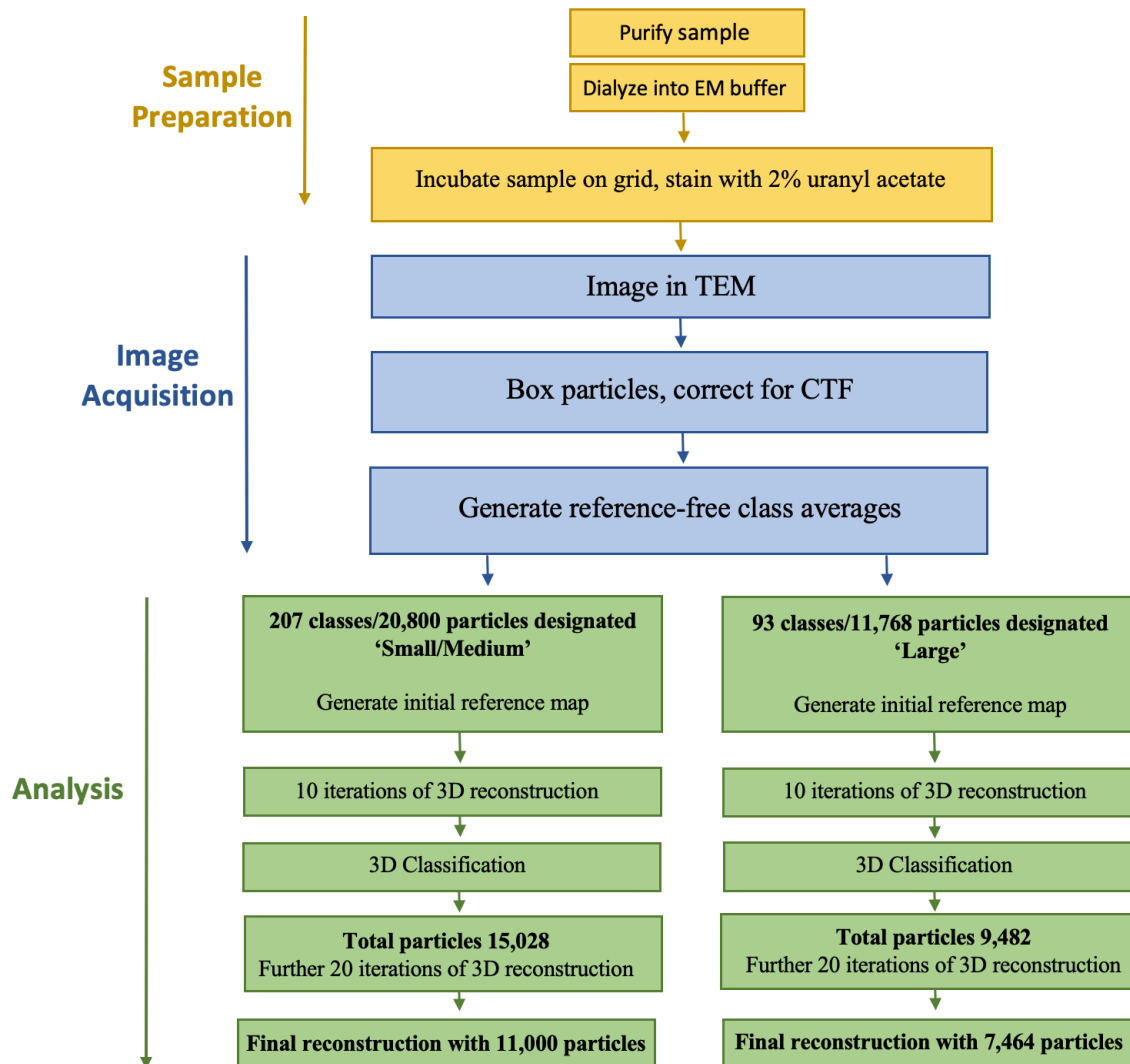 Sample
Preparation
Purify sample
Dialyze into EM buffer
Incubate sample on grid, stain with 2% uranyl acetate
Image
Acquisition
Image in TEM
Box particles, correct for CTF
Generate reference-free class averages
Analysis
207 classes/20,800 particles designated
‘Small/Medium’
Generate initial reference map
10 iterations of 3D reconstruction
3D Classification
Total particles 15,028
Further 20 iterations of 3D reconstruction
Final reconstruction with 11,000 particles
93 classes/11,768 particles designated
‘Large’
Generate initial reference map
10 iterations of 3D reconstruction
3D Classification
Total particles 9,482
Further 20 iterations of 3D reconstruction
Final reconstruction with 7,464 particles